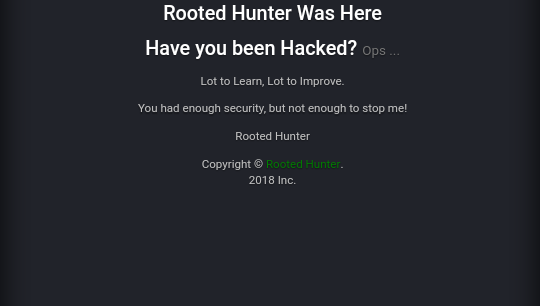 Rooted Hunter Was Here
Have you been Hacked? Ops ...
Lot to Learn, Lot to Improve.
You had enough security, but not enough to stop me!
Rooted Hunter
Copyright © Rooted Hunter.
2018 Inc.